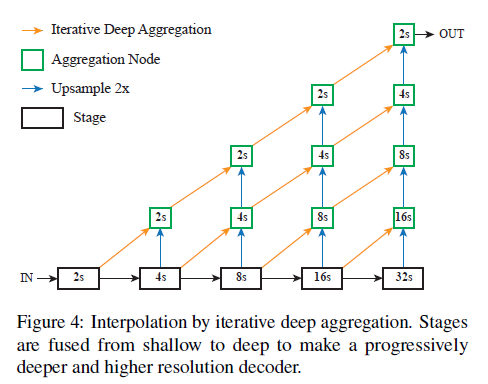 Iterative Deep Aggregation
Aggregation Node
Upsample 2x
Stage
2s OUT
2s 4s
2s 4s 8s
2s 4s 8s 16s
IN 2s 4s 8s 16s 32s
Figure 4: Interpolation by iterative deep aggregation. Stages
are fused from shallow to deep to make a progressively
deeper and higher resolution decoder.